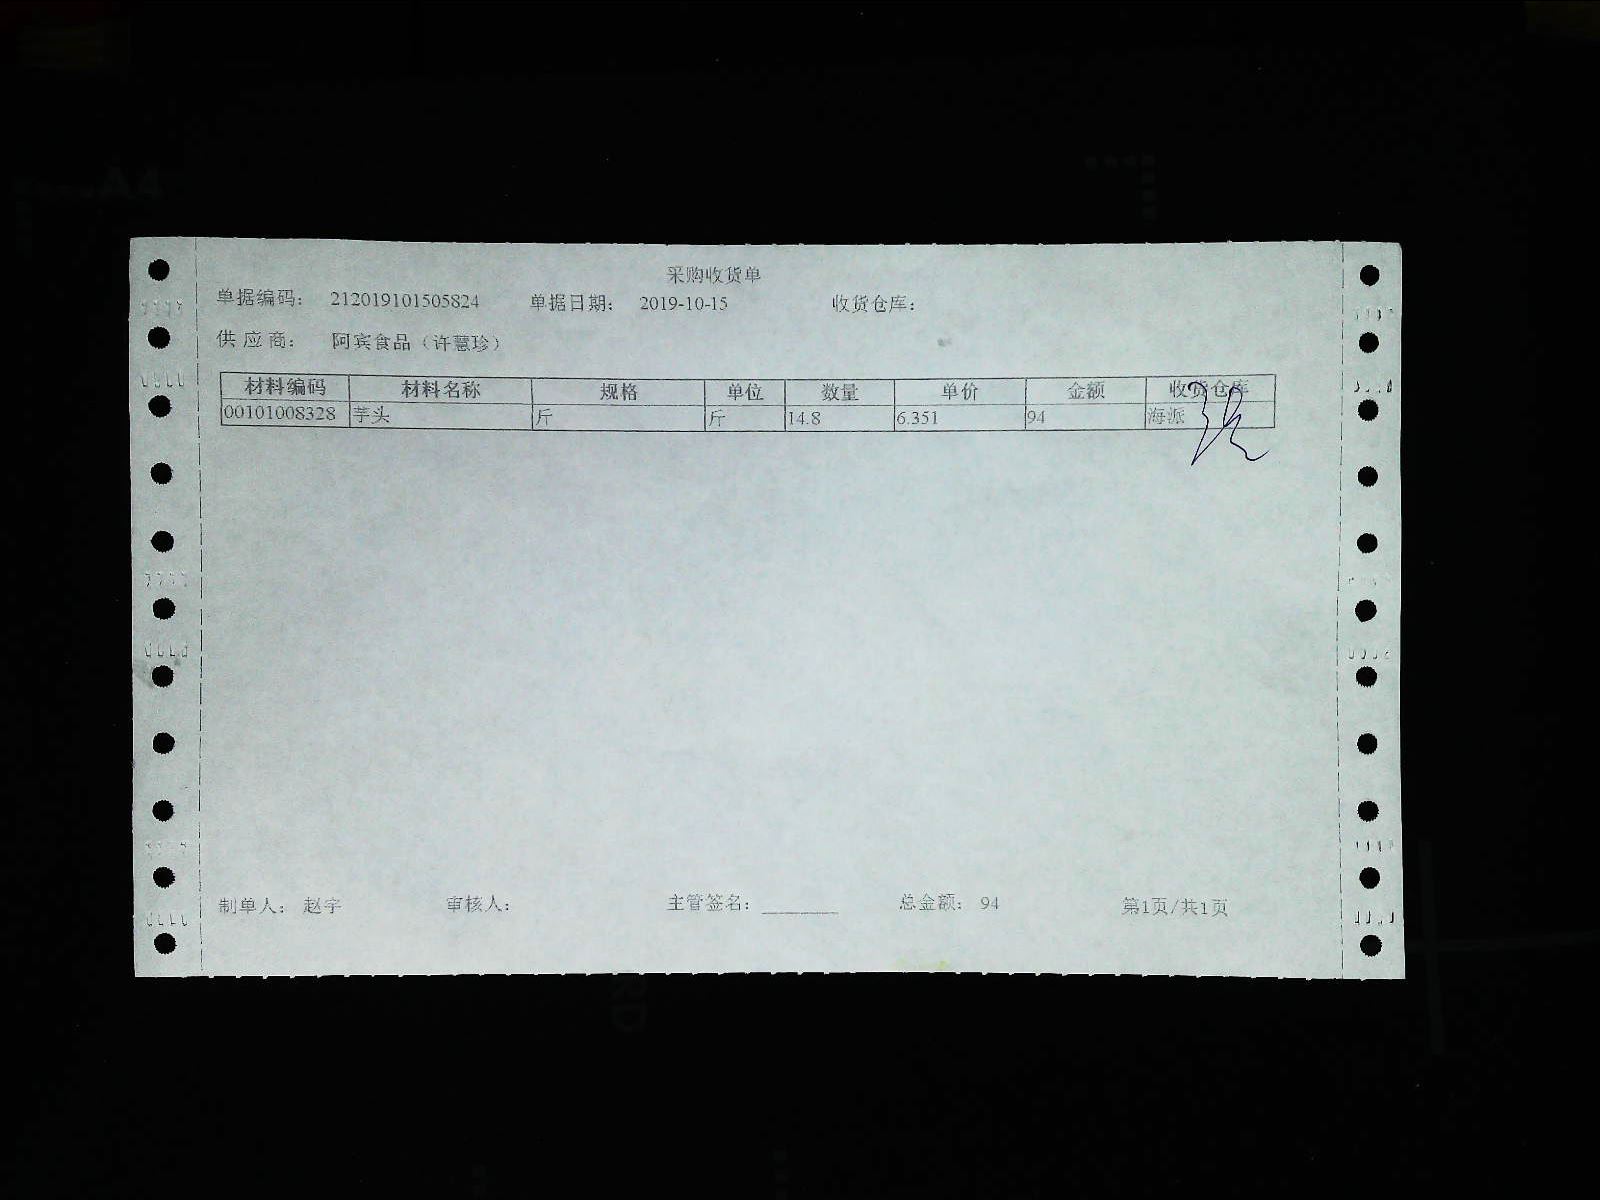 采购收货单
单据编码： 212019101505824 单据日期： 2019-10-15 收货仓库：
供 应 商： 阿宾食品（许慧珍）
材料编码 材料名称 规格 单位 数量 单价 金额 收货仓库
00101008328 芋头 斤 斤 14.8 6.351 94 海派
制单人： 赵宇 审核人： 主管签名：________ 总金额： 94 第1页/共1页